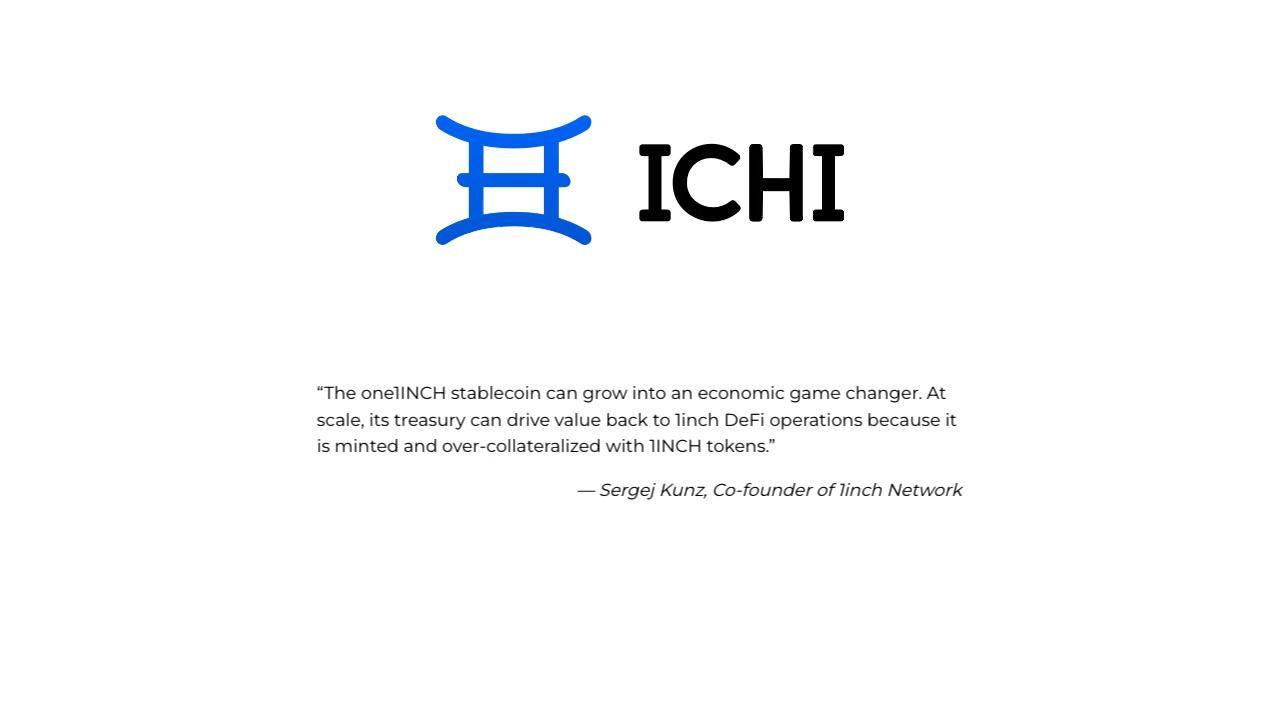 ICHI
“The one1INCH stablecoin can grow into an economic game changer. At
scale, its treasury can drive value back to 1inch DeFi operations because it
is minted and over-collateralized with 1INCH tokens.”
— Sergej Kunz, Co-founder of 1inch Network